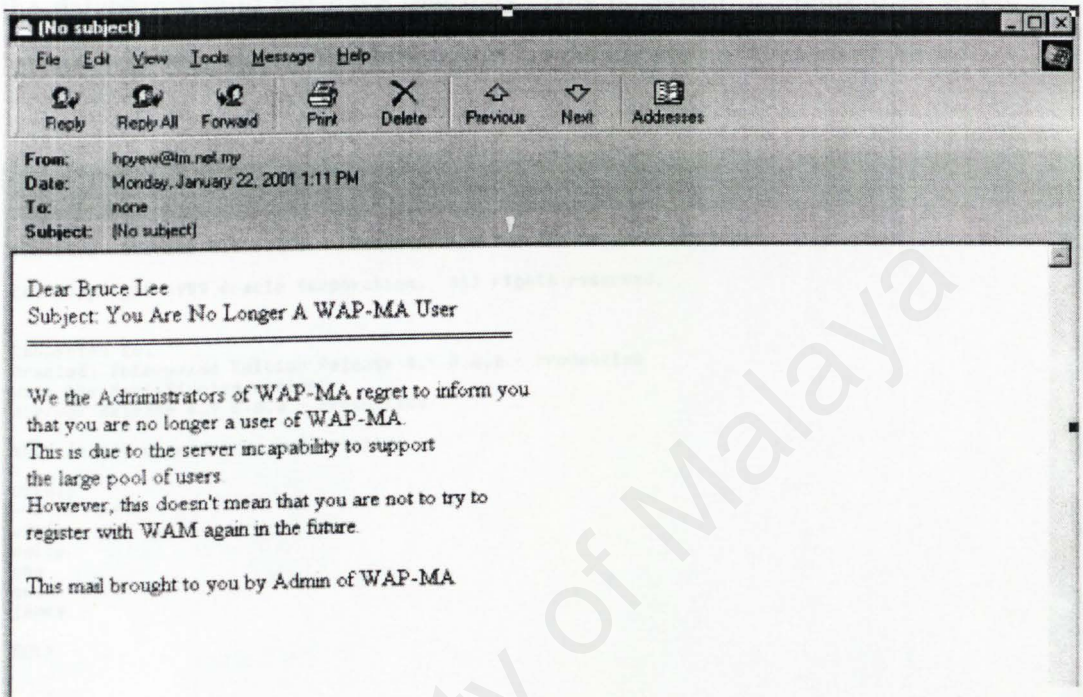 (No subject)
File Edit View Tools Message Help
Reply Reply All Forward Print Delete Previous Next Addresses
From: hpyew@tm.net.my
Date: Monday, January 22, 2001 1:11 PM
To: none
Subject: (No subject)
Dear Bruce Lee
Subject: You Are No Longer A WAP-MA User
We the Administrators of WAP-MA regret to inform you
that you are no longer a user of WAP-MA.
This is due to the server incapability to support
the large pool of users
However, this doesn't mean that you are not to try to
register with WAM again in the future.
This mail brought to you by Admin of WAP-MA
ty of Malaya